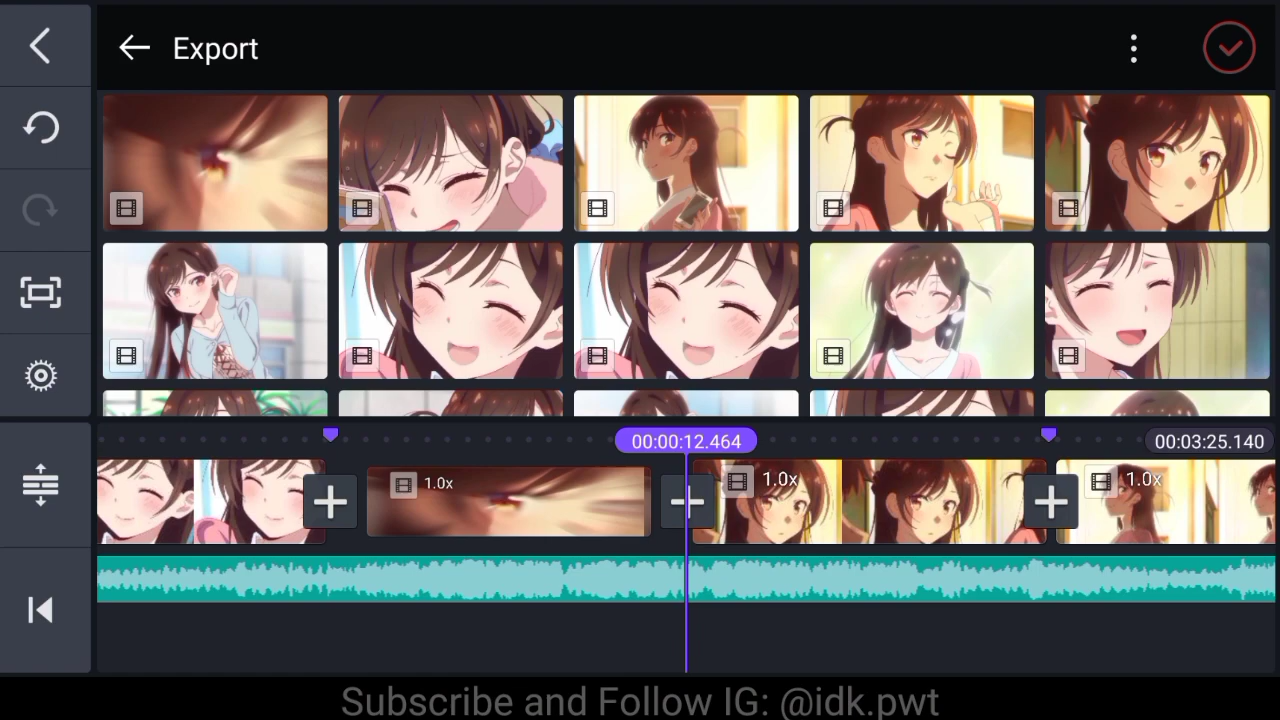 Export
00:00:12.464
00:03:25.140
1.0x
1.0x
1.0x
Subscribe and Follow IG: @idk.pwt